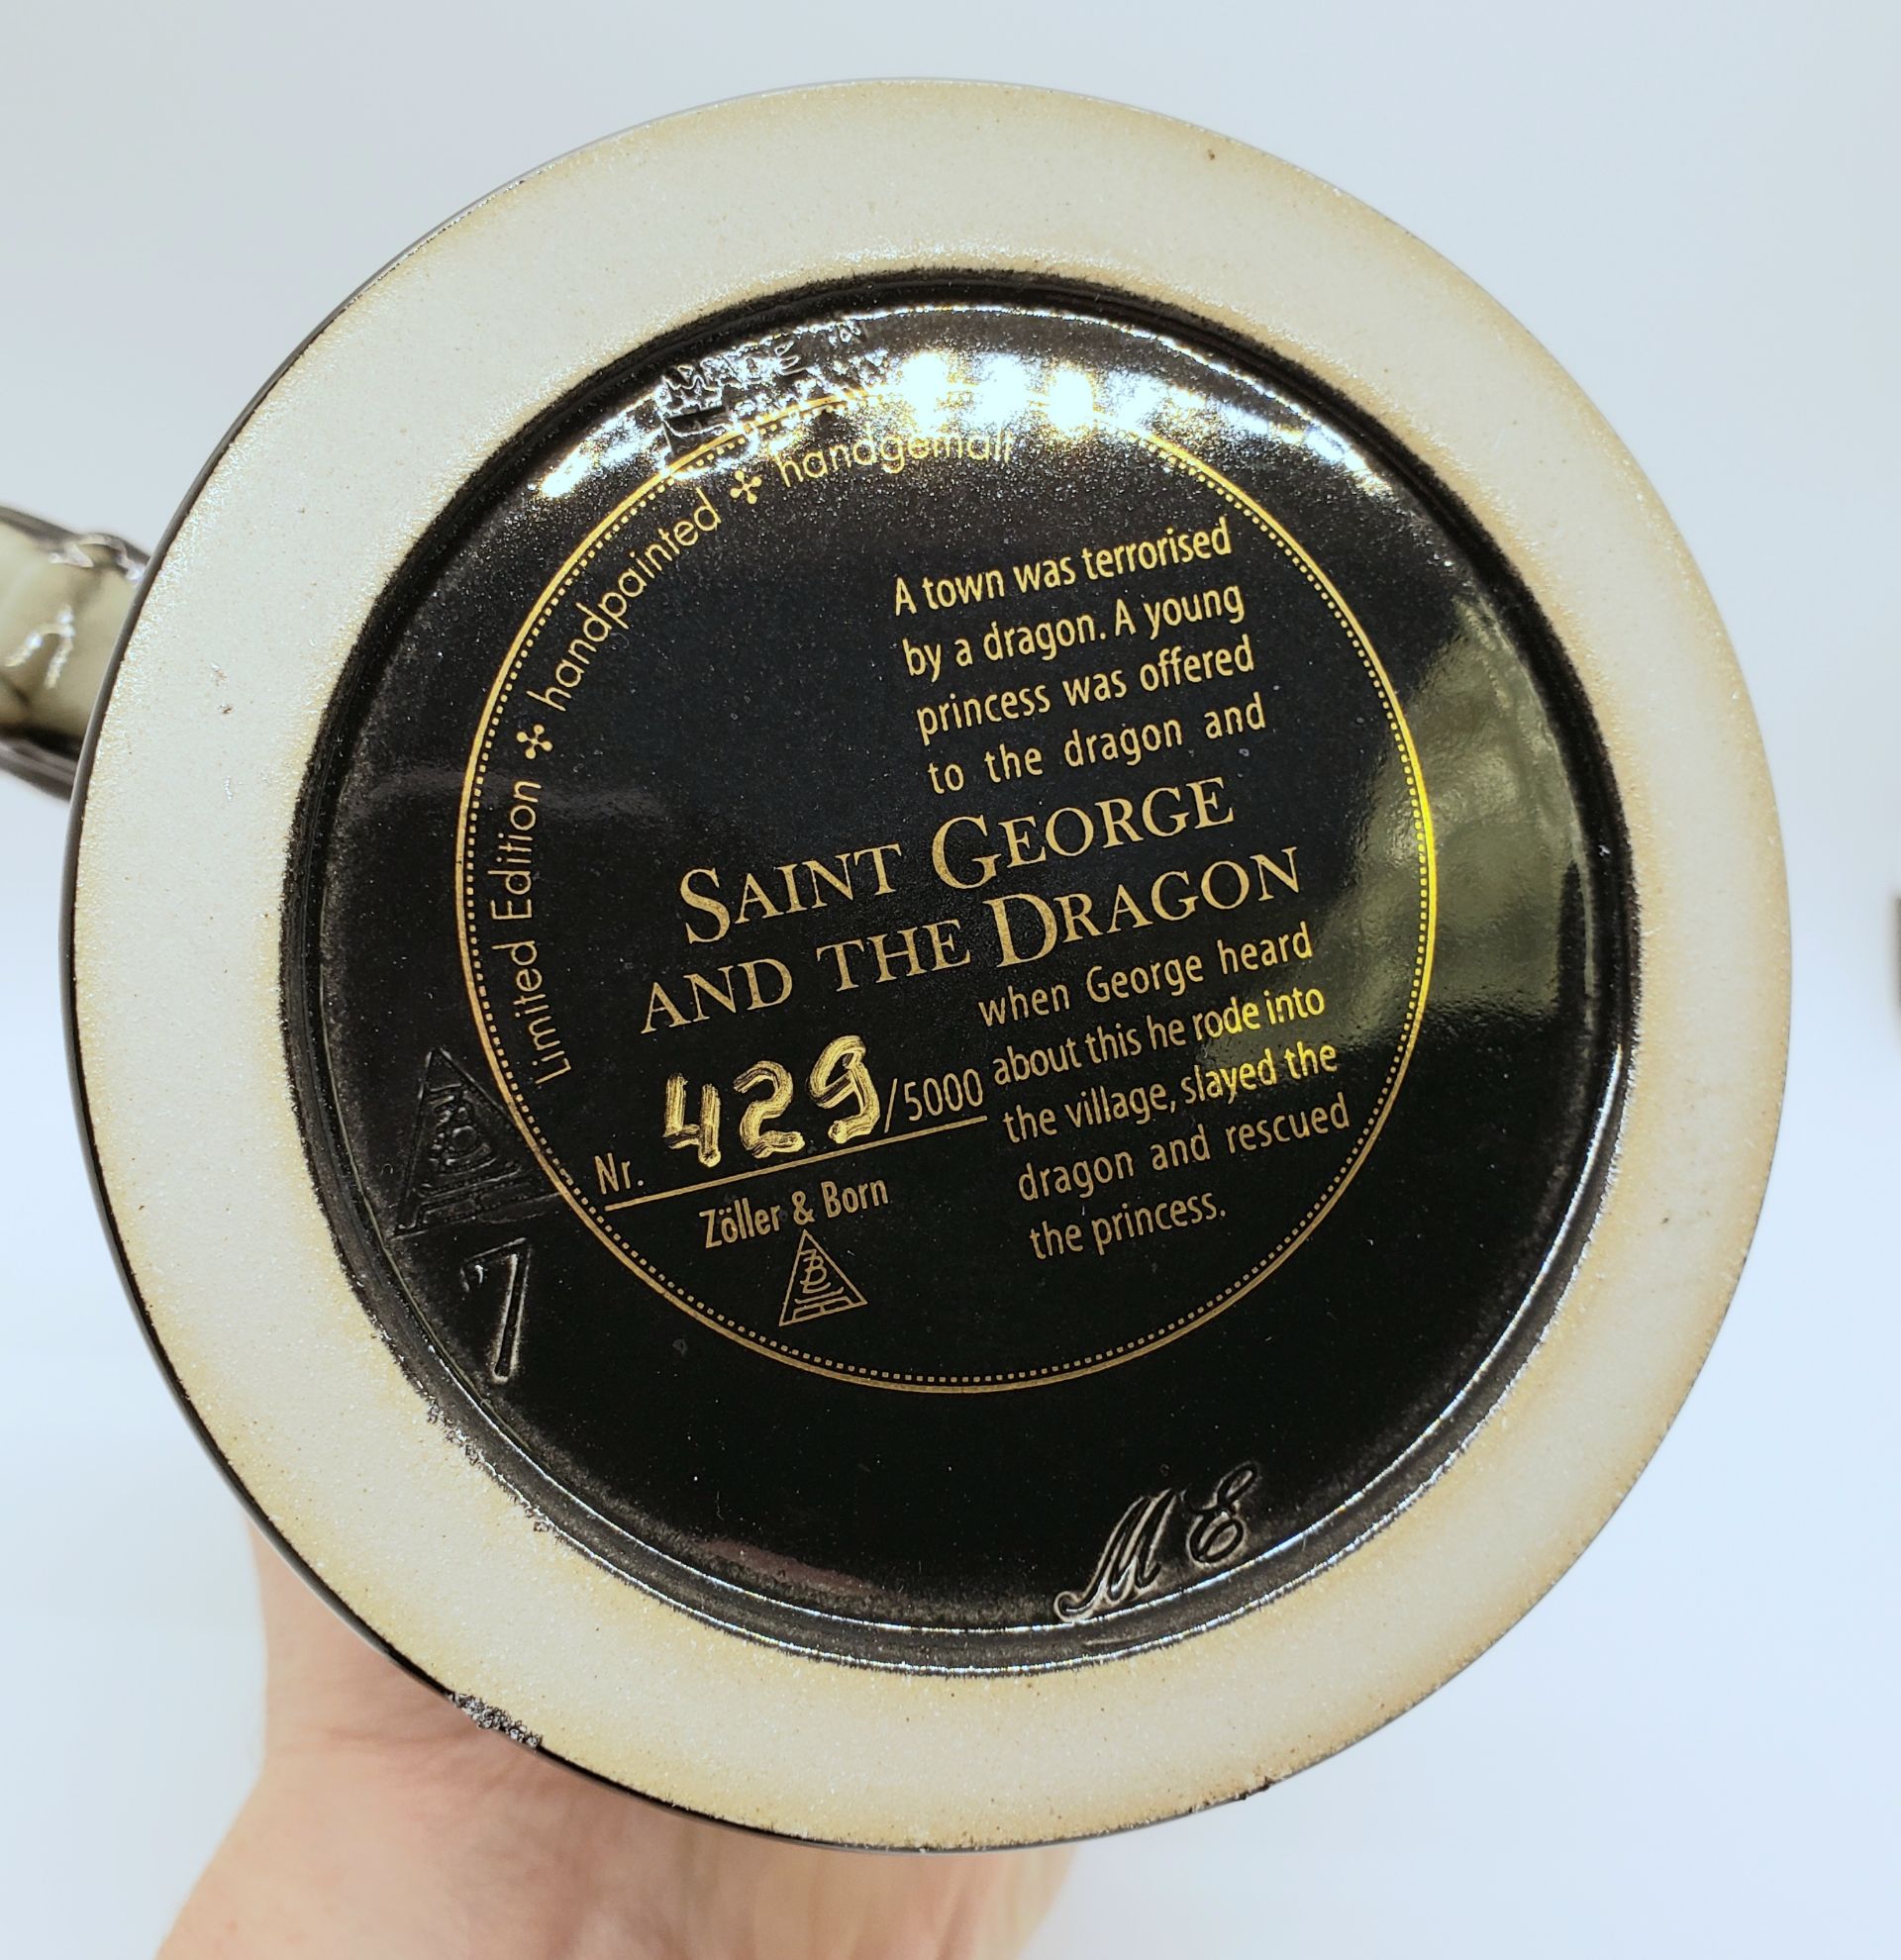 Limited Edition ✤ handpainted ✤ handgemalt
A town was terrorised
by a dragon. A young
princess was offered
to the dragon and
SAINT GEORGE
AND THE DRAGON
when George heard
about this he rode into
the village, slayed the
dragon and rescued
the princess.
Nr. 429/5000
Zöller & Born
ZB
7
M E